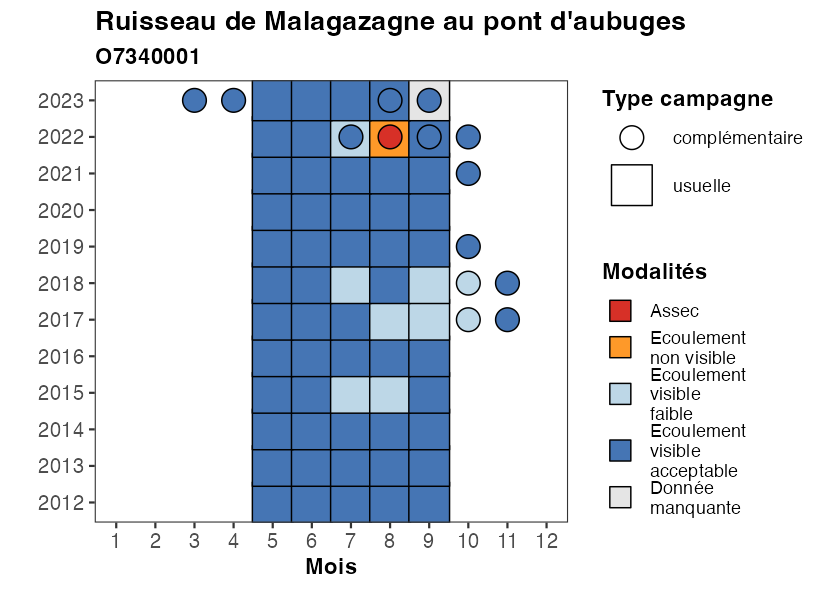 Ruisseau de Malagazagne au pont d'aubuges
O7340001
2023
2022
2021
2020
2019
2018
2017
2016
2015
2014
2013
2012
1 2 3 4 5 6 7 8 9 10 11 12
Mois
Type campagne
complémentaire
usuelle
Modalités
Assec
Ecoulement
non visible
Ecoulement
visible
faible
Ecoulement
visible
acceptable
Donnée
manquante